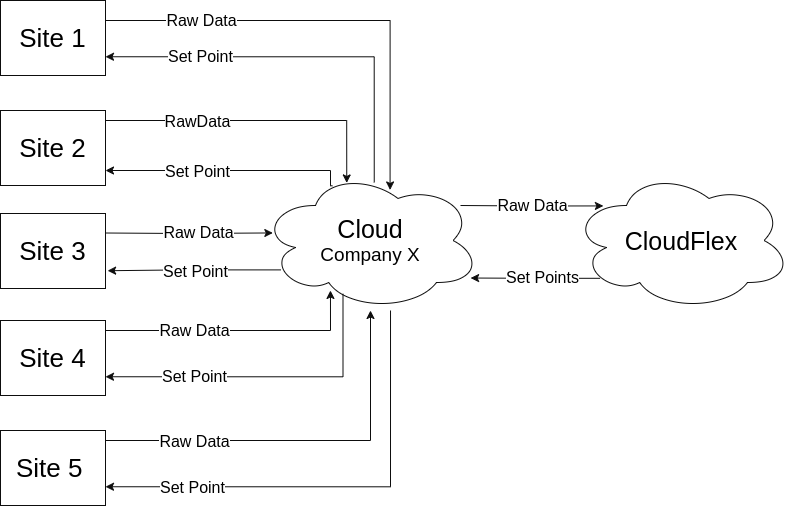 Site 1
Raw Data
Set Point
Site 2
RawData
Set Point
Site 3
Raw Data
Set Point
Cloud
Company X
Raw Data
Set Points
CloudFlex
Site 4
Raw Data
Set Point
Site 5
Raw Data
Set Point